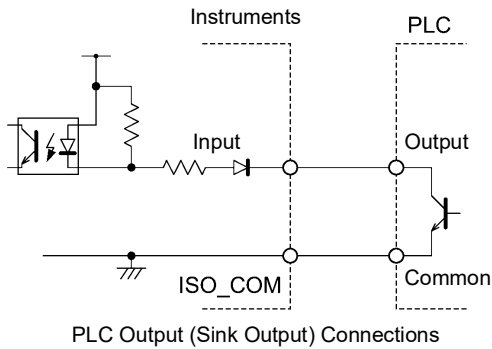 Instruments
PLC
Input
Output
ISO_COM
Common
PLC Output (Sink Output) Connections